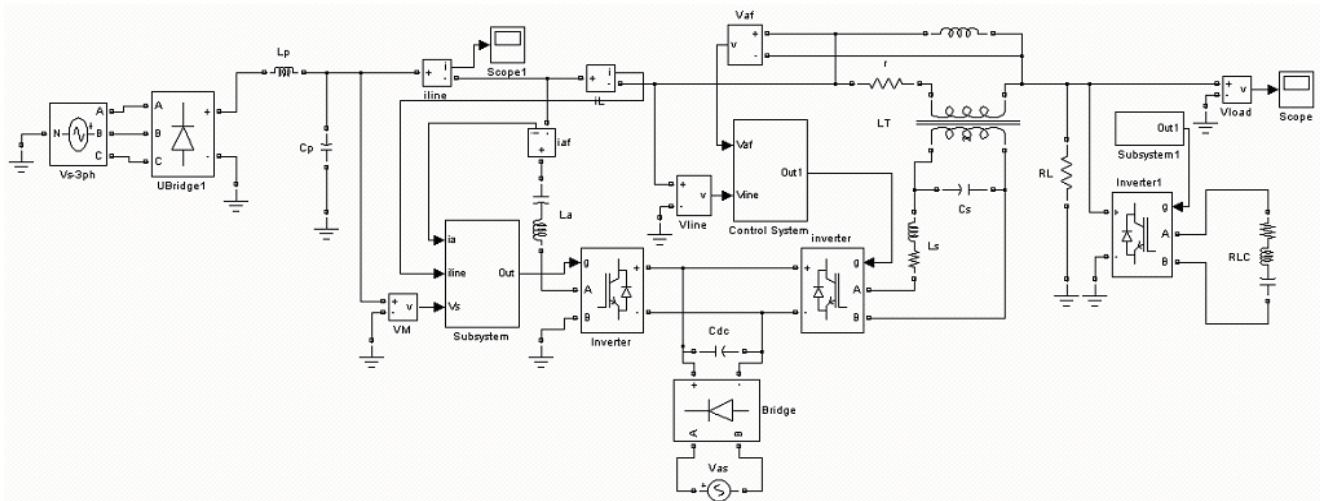 Vaf
+
v
-
Lp
+
i
-
iline
Scope1
+
i
-
iL
r
LT
+
-
v
Vload
Scope
N
A
B
C
Vs-3ph
A
B
C
+
-
UBridge1
Cp
iaf
La
+
-
v
Vline
Vaf
Vline
Out1
Control System
Cs
Ls
RL
Out1
Subsystem1
Inverter1
g
+
A
-
B
RLC
ia
iline
Vs
Out
Subsystem
+
-
v
VM
g
A
B
+
-
Inverter
inverter
+
-
g
A
B
Cdc
+
-
A
B
Bridge
Vas
+